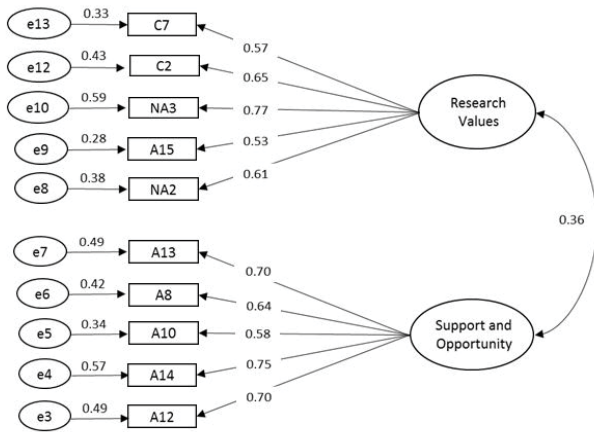 e13 0.33 C7 0.57
e12 0.43 C2 0.65
e10 0.59 NA3 0.77
Research
Values
e9 0.28 A15 0.53
e8 0.38 NA2 0.61
0.36
e7 0.49 A13 0.70
e6 0.42 A8 0.64
e5 0.34 A10 0.58
Support and
Opportunity
e4 0.57 A14 0.75
e3 0.49 A12 0.70